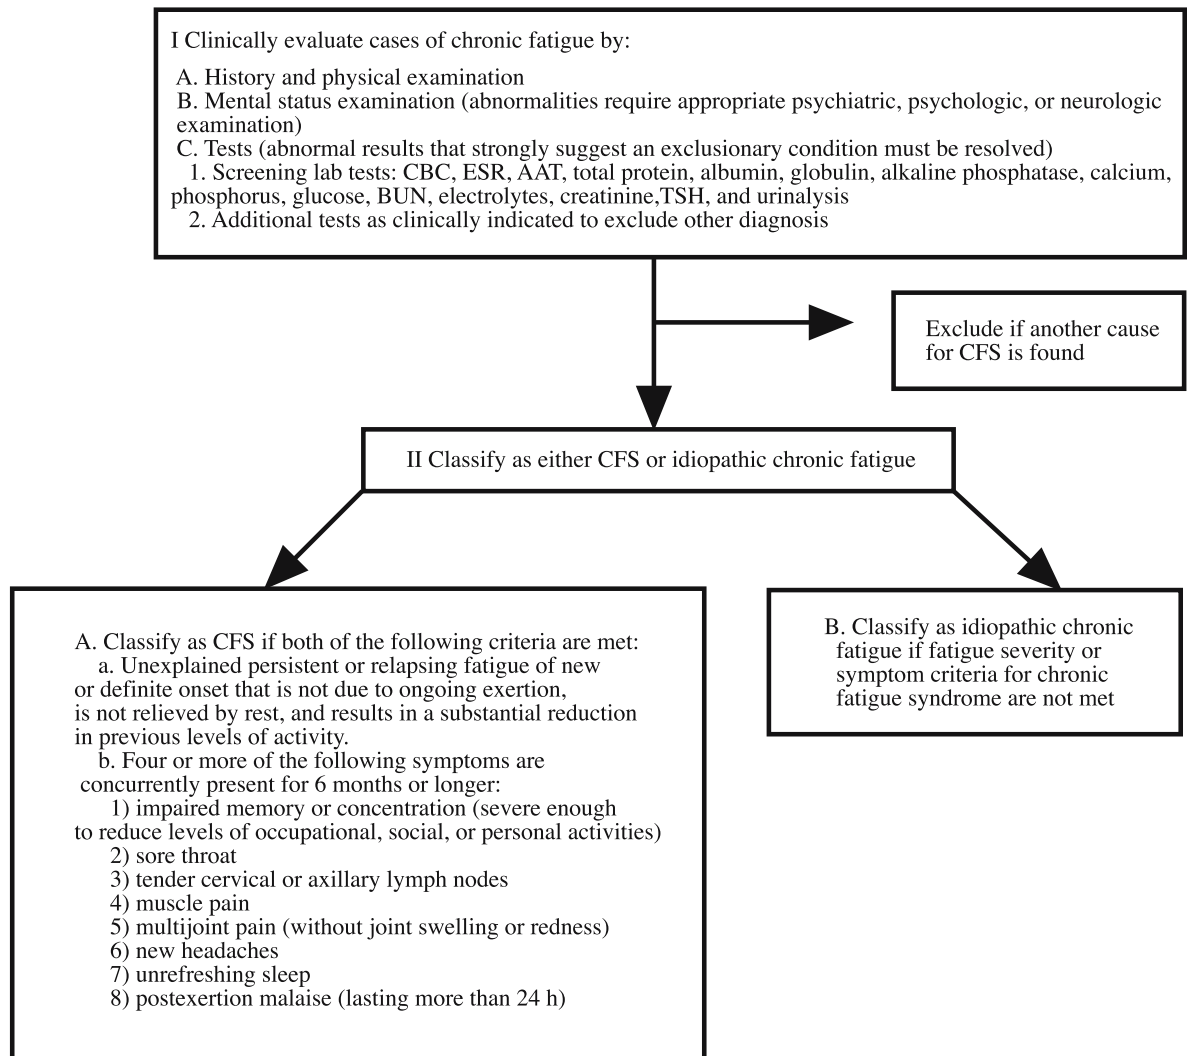 I Clinically evaluate cases of chronic fatigue by:
A. History and physical examination
B. Mental status examination (abnormalities require appropriate psychiatric, psychologic, or neurologic
examination)
C. Tests (abnormal results that strongly suggest an exclusionary condition must be resolved)
1. Screening lab tests: CBC, ESR, AAT, total protein, albumin, globulin, alkaline phosphatase, calcium,
phosphorus, glucose, BUN, electrolytes, creatinine,TSH, and urinalysis
2. Additional tests as clinically indicated to exclude other diagnosis
Exclude if another cause
for CFS is found
II Classify as either CFS or idiopathic chronic fatigue
A. Classify as CFS if both of the following criteria are met:
a. Unexplained persistent or relapsing fatigue of new
or definite onset that is not due to ongoing exertion,
is not relieved by rest, and results in a substantial reduction
in previous levels of activity.
b. Four or more of the following symptoms are
concurrently present for 6 months or longer:
1) impaired memory or concentration (severe enough
to reduce levels of occupational, social, or personal activities)
2) sore throat
3) tender cervical or axillary lymph nodes
4) muscle pain
5) multijoint pain (without joint swelling or redness)
6) new headaches
7) unrefreshing sleep
8) postexertion malaise (lasting more than 24 h)
B. Classify as idiopathic chronic
fatigue if fatigue severity or
symptom criteria for chronic
fatigue syndrome are not met